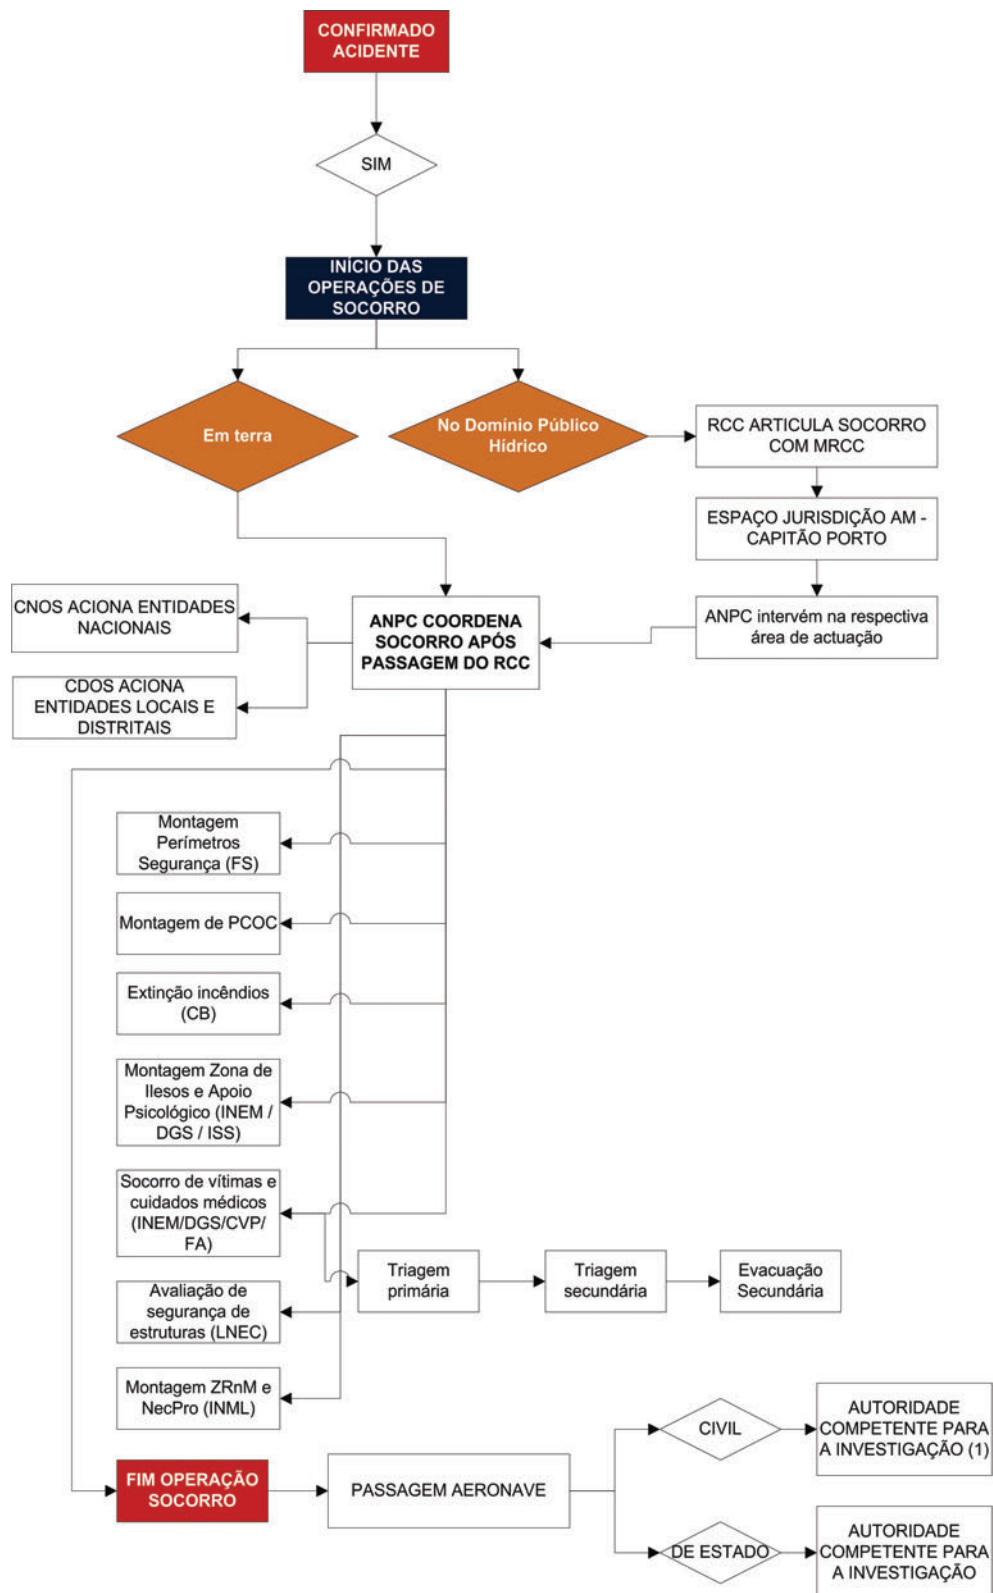 CONFIRMADO
ACIDENTE
SIM
INÍCIO DAS
OPERAÇÕES DE
SOCORRO
Em terra
No Domínio Público
Hídrico
RCC ARTICULA SOCORRO
COM MRCC
ESPAÇO JURISDIÇÃO AM -
CAPITÃO PORTO
ANPC intervém na respectiva
área de actuação
CNOS ACIONA ENTIDADES
NACIONAIS
ANPC COORDENA
SOCORRO APÓS
PASSAGEM DO RCC
CDOS ACIONA
ENTIDADES LOCAIS E
DISTRITAIS
Montagem
Perímetros
Segurança (FS)
Montagem de PCOC
Extinção incêndios
(CB)
Montagem Zona de
Ilesos e Apoio
Psicológico (INEM /
DGS / ISS)
Socorro de vítimas e
cuidados médicos
(INEM/DGS/CVP/
FA)
Triagem
primária
Triagem
secundária
Evacuação
Secundária
Avaliação de
segurança de
estruturas (LNEC)
Montagem ZRnM e
NecPro (INML)
FIM OPERAÇÃO
SOCORRO
PASSAGEM AERONAVE
CIVIL
AUTORIDADE
COMPETENTE PARA
A INVESTIGAÇÃO (1)
DE ESTADO
AUTORIDADE
COMPETENTE PARA
A INVESTIGAÇÃO